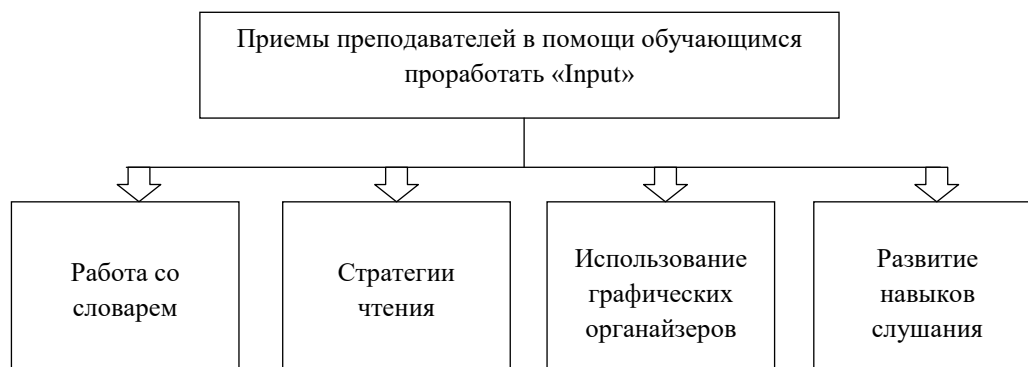 Приемы преподавателей в помощи обучающимся
проработать «Input»
Работа со
словарем
Стратегии
чтения
Использование
графических
органайзеров
Развитие
навыков
слушания